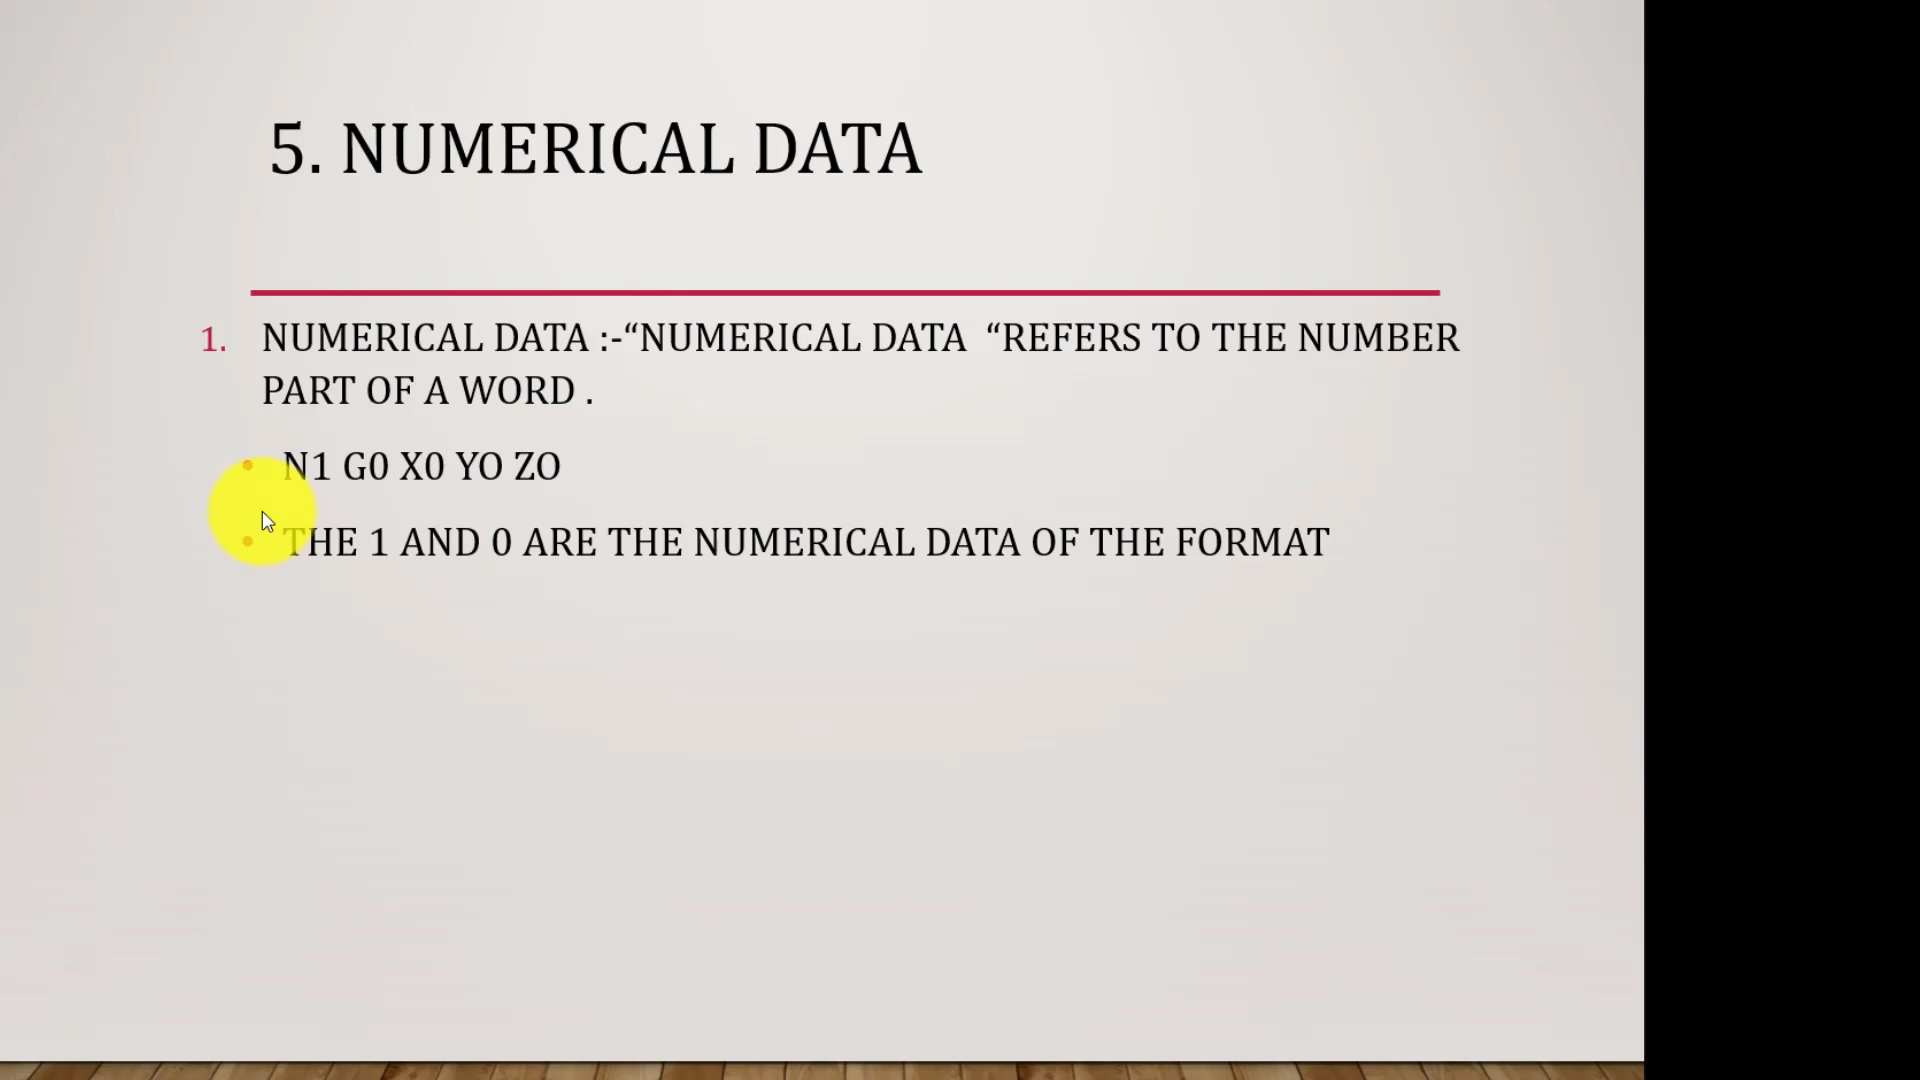 5. NUMERICAL DATA
1. NUMERICAL DATA :-“NUMERICAL DATA “REFERS TO THE NUMBER
PART OF A WORD .
• N1 G0 X0 YO ZO
• THE 1 AND 0 ARE THE NUMERICAL DATA OF THE FORMAT